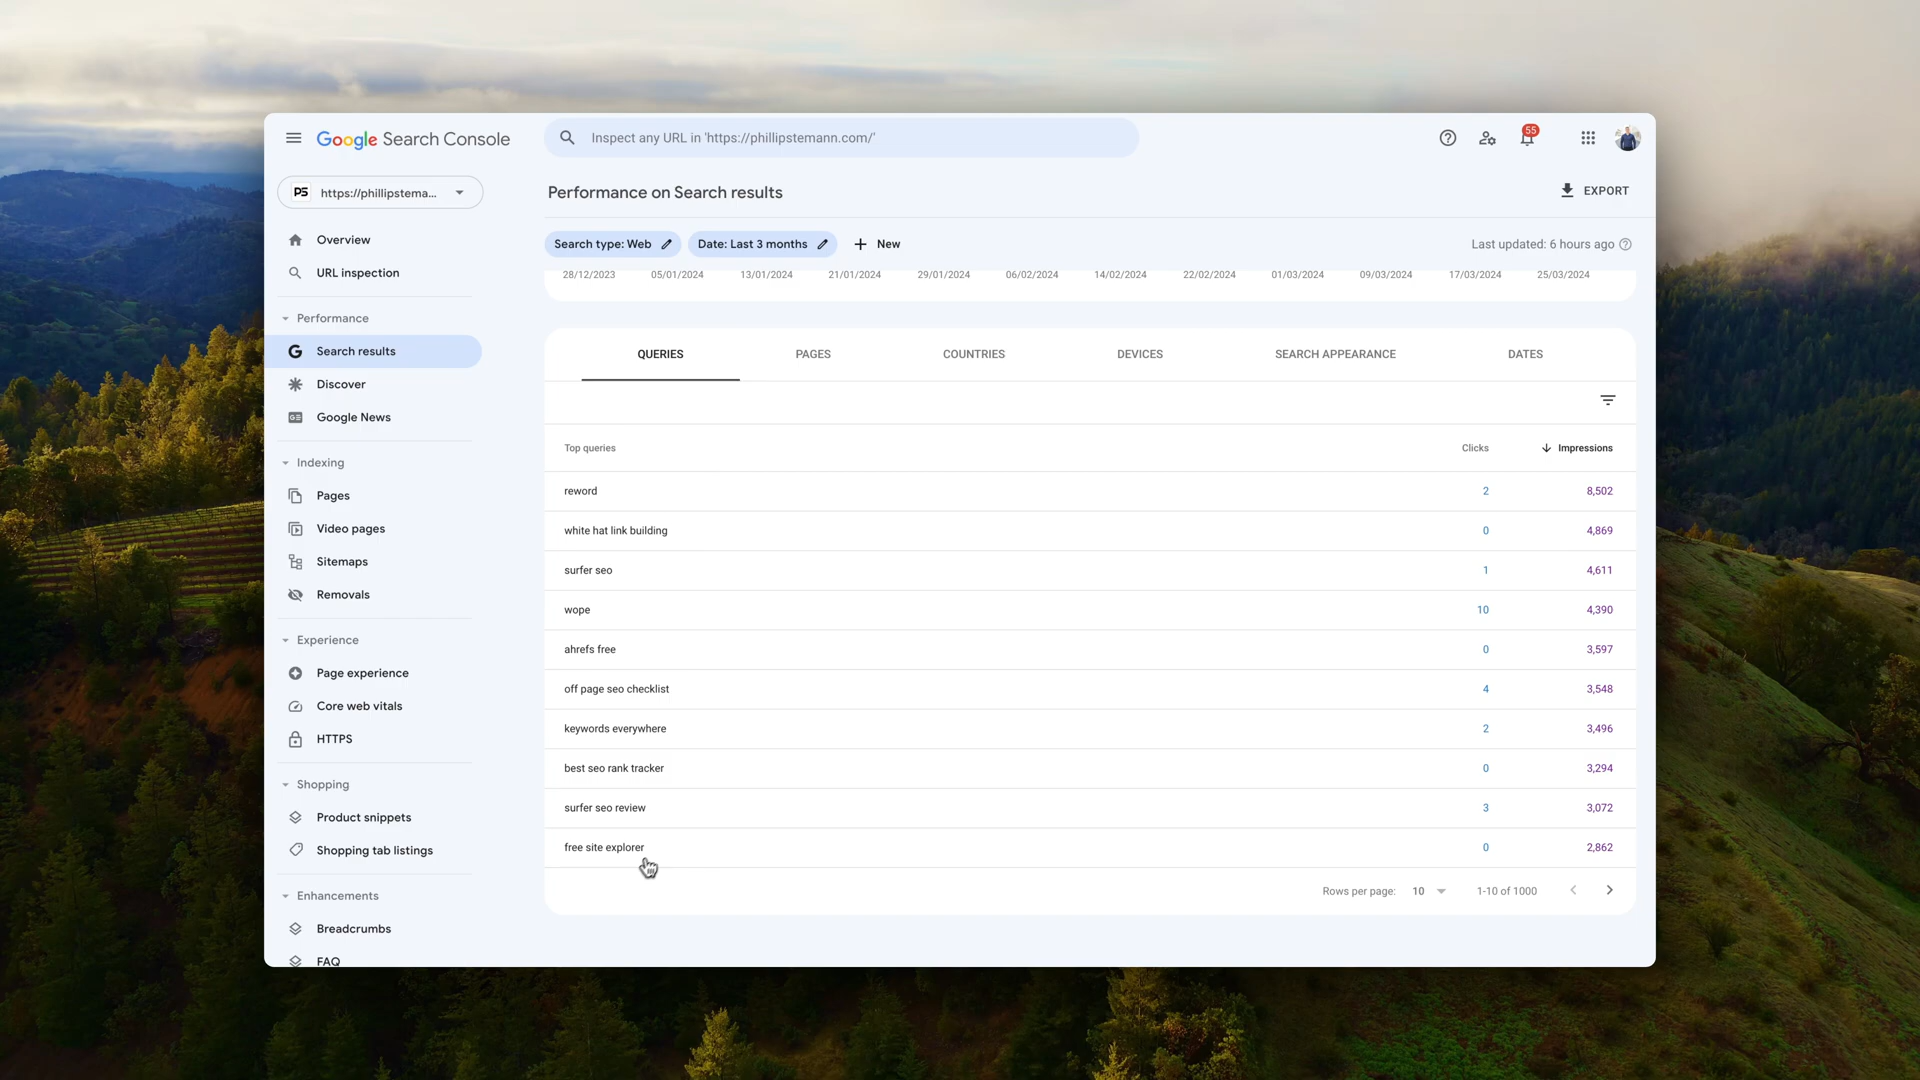 Google Search Console
Inspect any URL in 'https://phillipstemann.com/'
55
PS https://phillipstema...
Performance on Search results
EXPORT
Search type: Web
Date: Last 3 months
New
Last updated: 6 hours ago
28/12/2023 05/01/2024 13/01/2024 21/01/2024 29/01/2024 06/02/2024 14/02/2024 22/02/2024 01/03/2024 09/03/2024 17/03/2024 25/03/2024
Overview
URL inspection
Performance
Search results
Discover
Google News
Indexing
Pages
Video pages
Sitemaps
Removals
Experience
Page experience
Core web vitals
HTTPS
Shopping
Product snippets
Shopping tab listings
Enhancements
Breadcrumbs
FAQ
QUERIES PAGES COUNTRIES DEVICES SEARCH APPEARANCE DATES
Top queries Clicks Impressions
reword 2 8,502
white hat link building 0 4,869
surfer seo 1 4,611
wope 10 4,390
ahrefs free 0 3,597
off page seo checklist 4 3,548
keywords everywhere 2 3,496
best seo rank tracker 0 3,294
surfer seo review 3 3,072
free site explorer 0 2,862
Rows per page: 10 1-10 of 1000